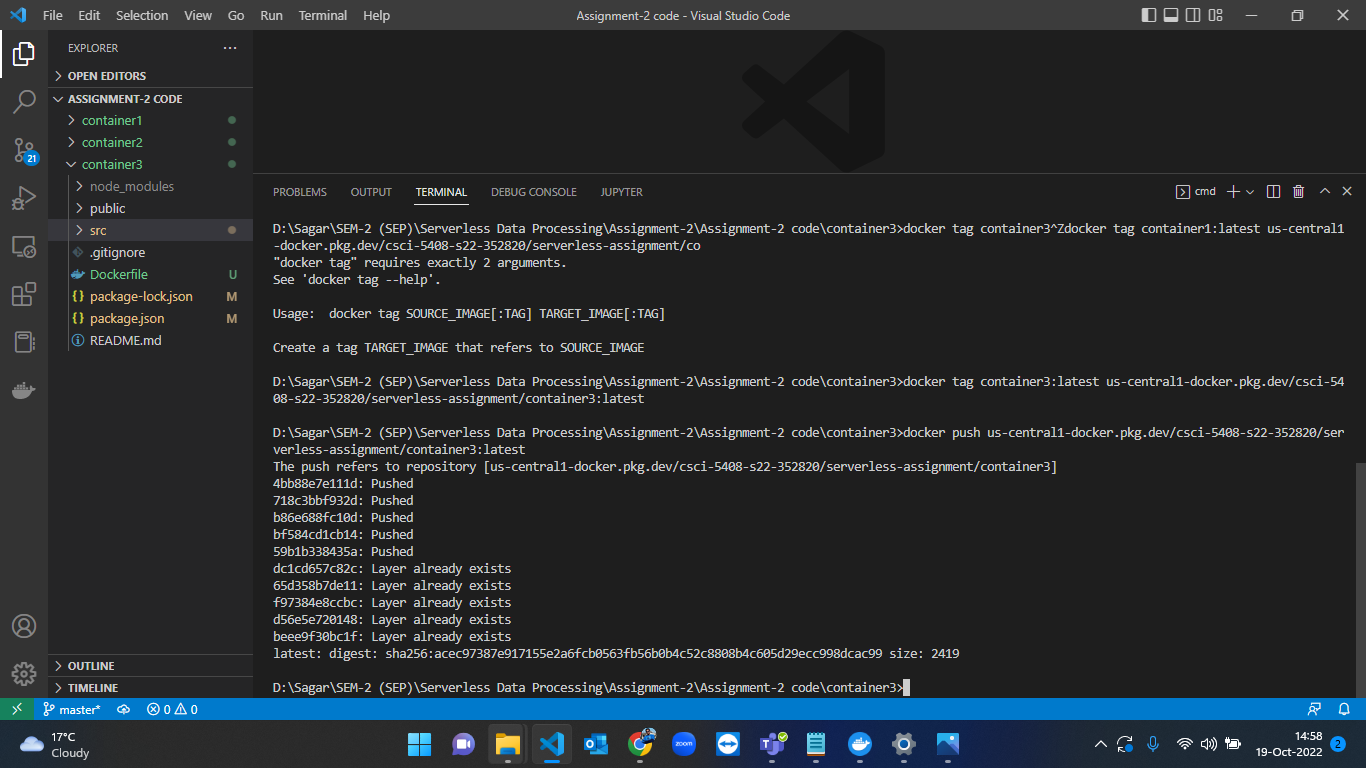 File Edit Selection View Go Run Terminal Help
Assignment-2 code - Visual Studio Code
EXPLORER
OPEN EDITORS
ASSIGNMENT-2 CODE
container1
container2
container3
node_modules
public
src
.gitignore
Dockerfile U
package-lock.json M
package.json M
README.md
OUTLINE
TIMELINE
21
PROBLEMS OUTPUT TERMINAL DEBUG CONSOLE JUPYTER
cmd
D:\Sagar\SEM-2 (SEP)\Serverless Data Processing\Assignment-2\Assignment-2 code\container3>docker tag container3^Zdocker tag container1:latest us-central1
-docker.pkg.dev/csci-5408-s22-352820/serverless-assignment/co
"docker tag" requires exactly 2 arguments.
See 'docker tag --help'.
Usage:  docker tag SOURCE_IMAGE[:TAG] TARGET_IMAGE[:TAG]
Create a tag TARGET_IMAGE that refers to SOURCE_IMAGE
D:\Sagar\SEM-2 (SEP)\Serverless Data Processing\Assignment-2\Assignment-2 code\container3>docker tag container3:latest us-central1-docker.pkg.dev/csci-54
08-s22-352820/serverless-assignment/container3:latest
D:\Sagar\SEM-2 (SEP)\Serverless Data Processing\Assignment-2\Assignment-2 code\container3>docker push us-central1-docker.pkg.dev/csci-5408-s22-352820/ser
verless-assignment/container3:latest
The push refers to repository [us-central1-docker.pkg.dev/csci-5408-s22-352820/serverless-assignment/container3]
4bb88e7e111d: Pushed
718c3bbf932d: Pushed
b86e688fc10d: Pushed
bf584cd1cb14: Pushed
59b1b338435a: Pushed
dc1cd657c82c: Layer already exists
65d358b7de11: Layer already exists
f97384e8ccbc: Layer already exists
d56e5e720148: Layer already exists
beee9f30bc1f: Layer already exists
latest: digest: sha256:acec97387e917155e2a6fcb0563fb56b0b4c52c8808b4c605d29ecc998dcac99 size: 2419
D:\Sagar\SEM-2 (SEP)\Serverless Data Processing\Assignment-2\Assignment-2 code\container3>
master* 0 0
17°C
Cloudy
zoom
14:58
19-Oct-2022
2